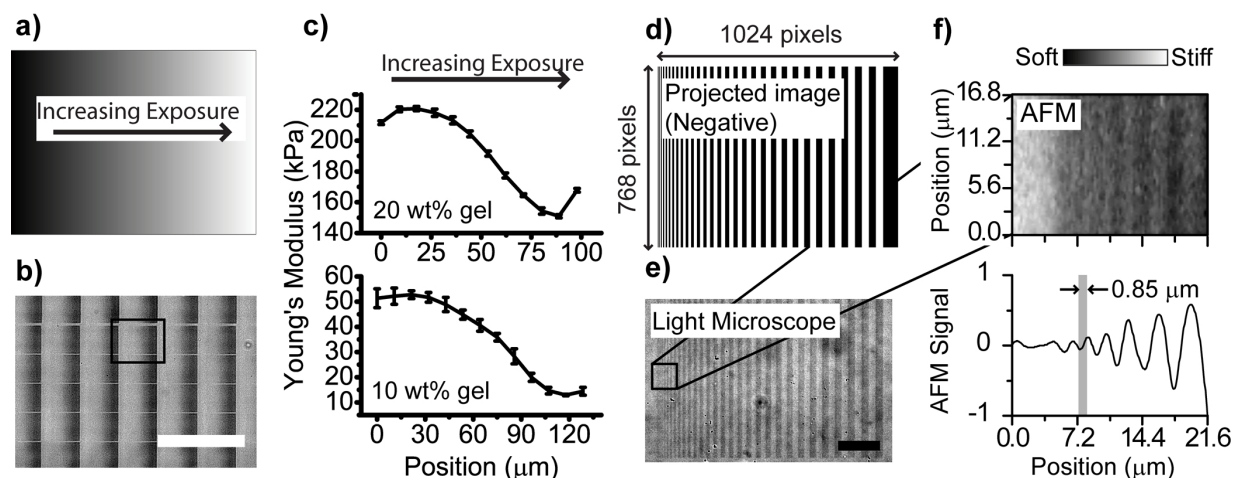 a)
Increasing Exposure
b)
c)
Increasing Exposure
Young's Modulus (kPa)
220
200
180
160
140
20 wt% gel
0 25 50 75 100
60
50
40
30
20
10
10 wt% gel
0 30 60 90 120
Position (μm)
d)
1024 pixels
768 pixels
Projected image
(Negative)
e)
Light Microscope
f)
Soft Stiff
AFM
Position (μm)
16.8
11.2
5.6
0.0
AFM Signal
1
0
-1
0.85 μm
0.0 7.2 14.4 21.6
Position (μm)